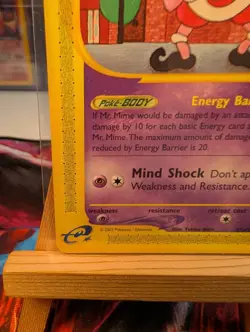 Poké-BODY Energy Ba
If Mr. Mime would be damaged by an atta
damage by 10 for each basic Energy card
Mr. Mime. The maximum amount of damag
reduced by Energy Barrier is 20.
Mind Shock Don't ap
Weakness and Resistance.
weakness resistance retreat cost
e